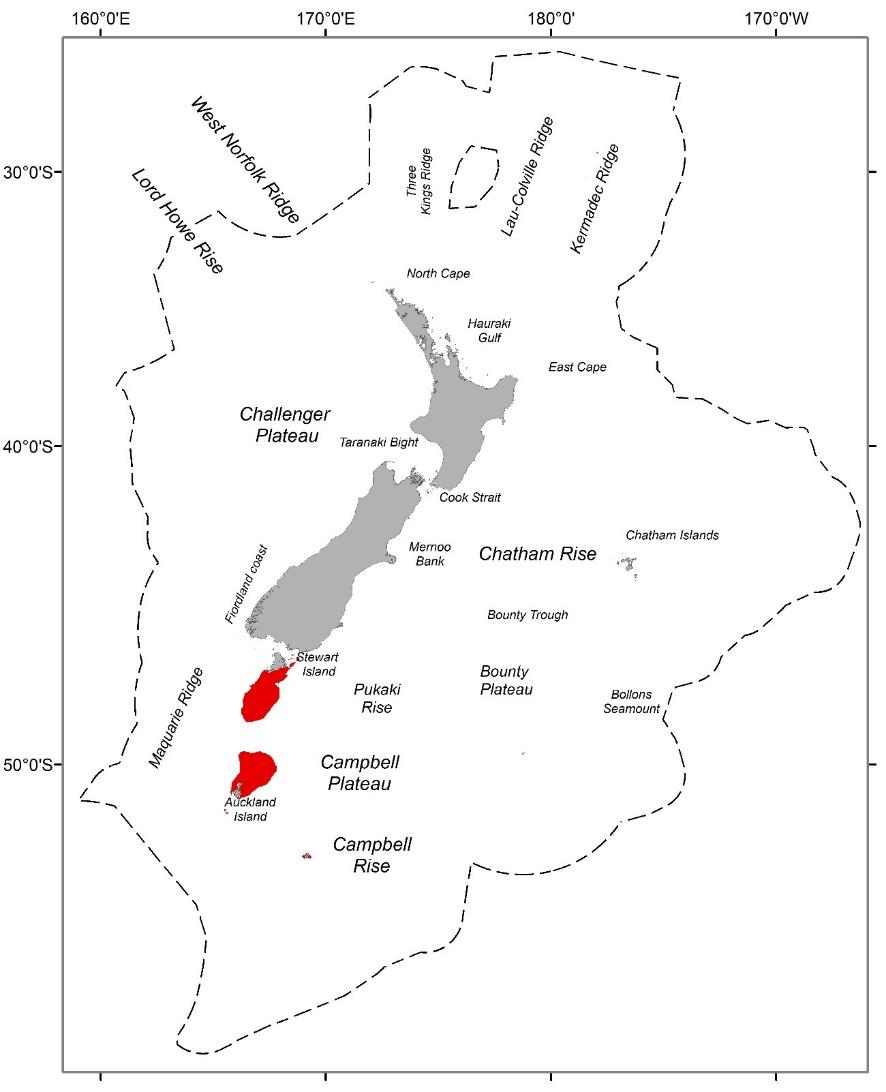 160°0'E
170°0'E
180°0'
170°0'W
30°0'S
40°0'S
50°0'S
West Norfolk Ridge
Lord Howe Rise
Three
Kings Ridge
Lau-Colville Ridge
Kermadec Ridge
North Cape
Hauraki
Gulf
East Cape
Challenger
Plateau
Taranaki Bight
Cook Strait
Mernoo
Bank
Chatham Rise
Chatham Islands
Fiordland coast
Bounty Trough
Stewart
Island
Pukaki
Rise
Bounty
Plateau
Bollons
Seamount
Maquarie Ridge
Campbell
Plateau
Auckland
Island
Campbell
Rise